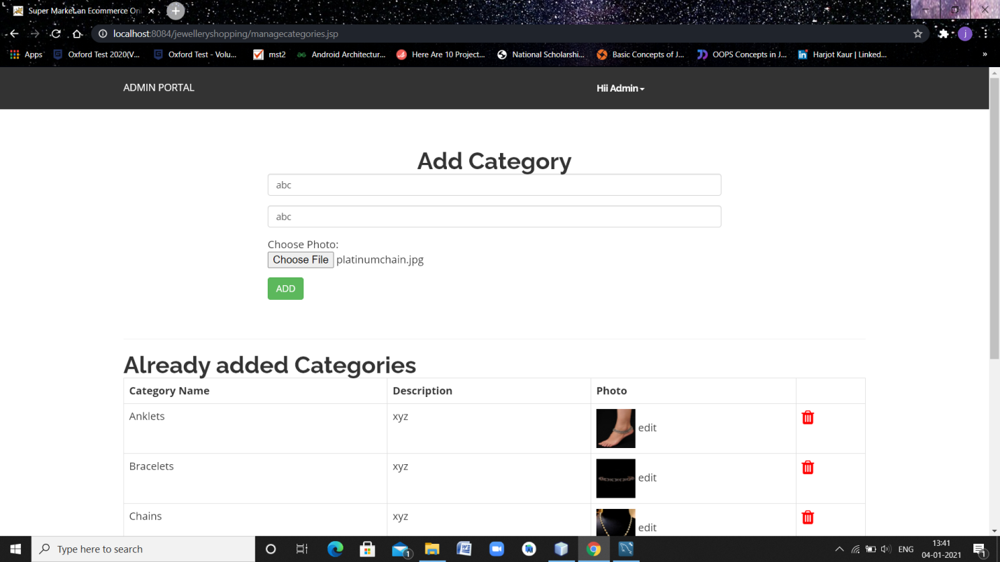 Super Market an Ecommerce On
localhost:8084/jewelleryshopping/managecategories.jsp
Apps Oxford Test 2020(V... Oxford Test - Volu... mst2 Android Architectur... Here Are 10 Project... National Scholarshi... Basic Concepts of J... OOPS Concepts in J... Harjot Kaur | Linked... »
ADMIN PORTAL Hii Admin
Add Category
abc
abc
Choose Photo:
Choose File platinumchain.jpg
ADD
Already added Categories
Category Name Description Photo
Anklets xyz edit
Bracelets xyz edit
Chains xyz edit
Type here to search
ENG
13:41
04-01-2021